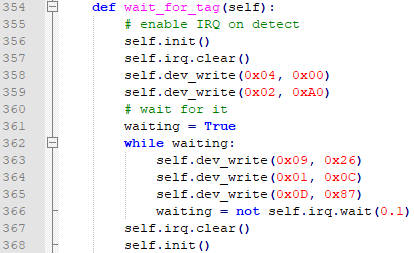 354 def wait_for_tag(self):
355 # enable IRQ on detect
356 self.init()
357 self.irq.clear()
358 self.dev_write(0x04, 0x00)
359 self.dev_write(0x02, 0xA0)
360 # wait for it
361 waiting = True
362 while waiting:
363 self.dev_write(0x09, 0x26)
364 self.dev_write(0x01, 0x0C)
365 self.dev_write(0x0D, 0x87)
366 waiting = not self.irq.wait(0.1)
367 self.irq.clear()
368 self.init()